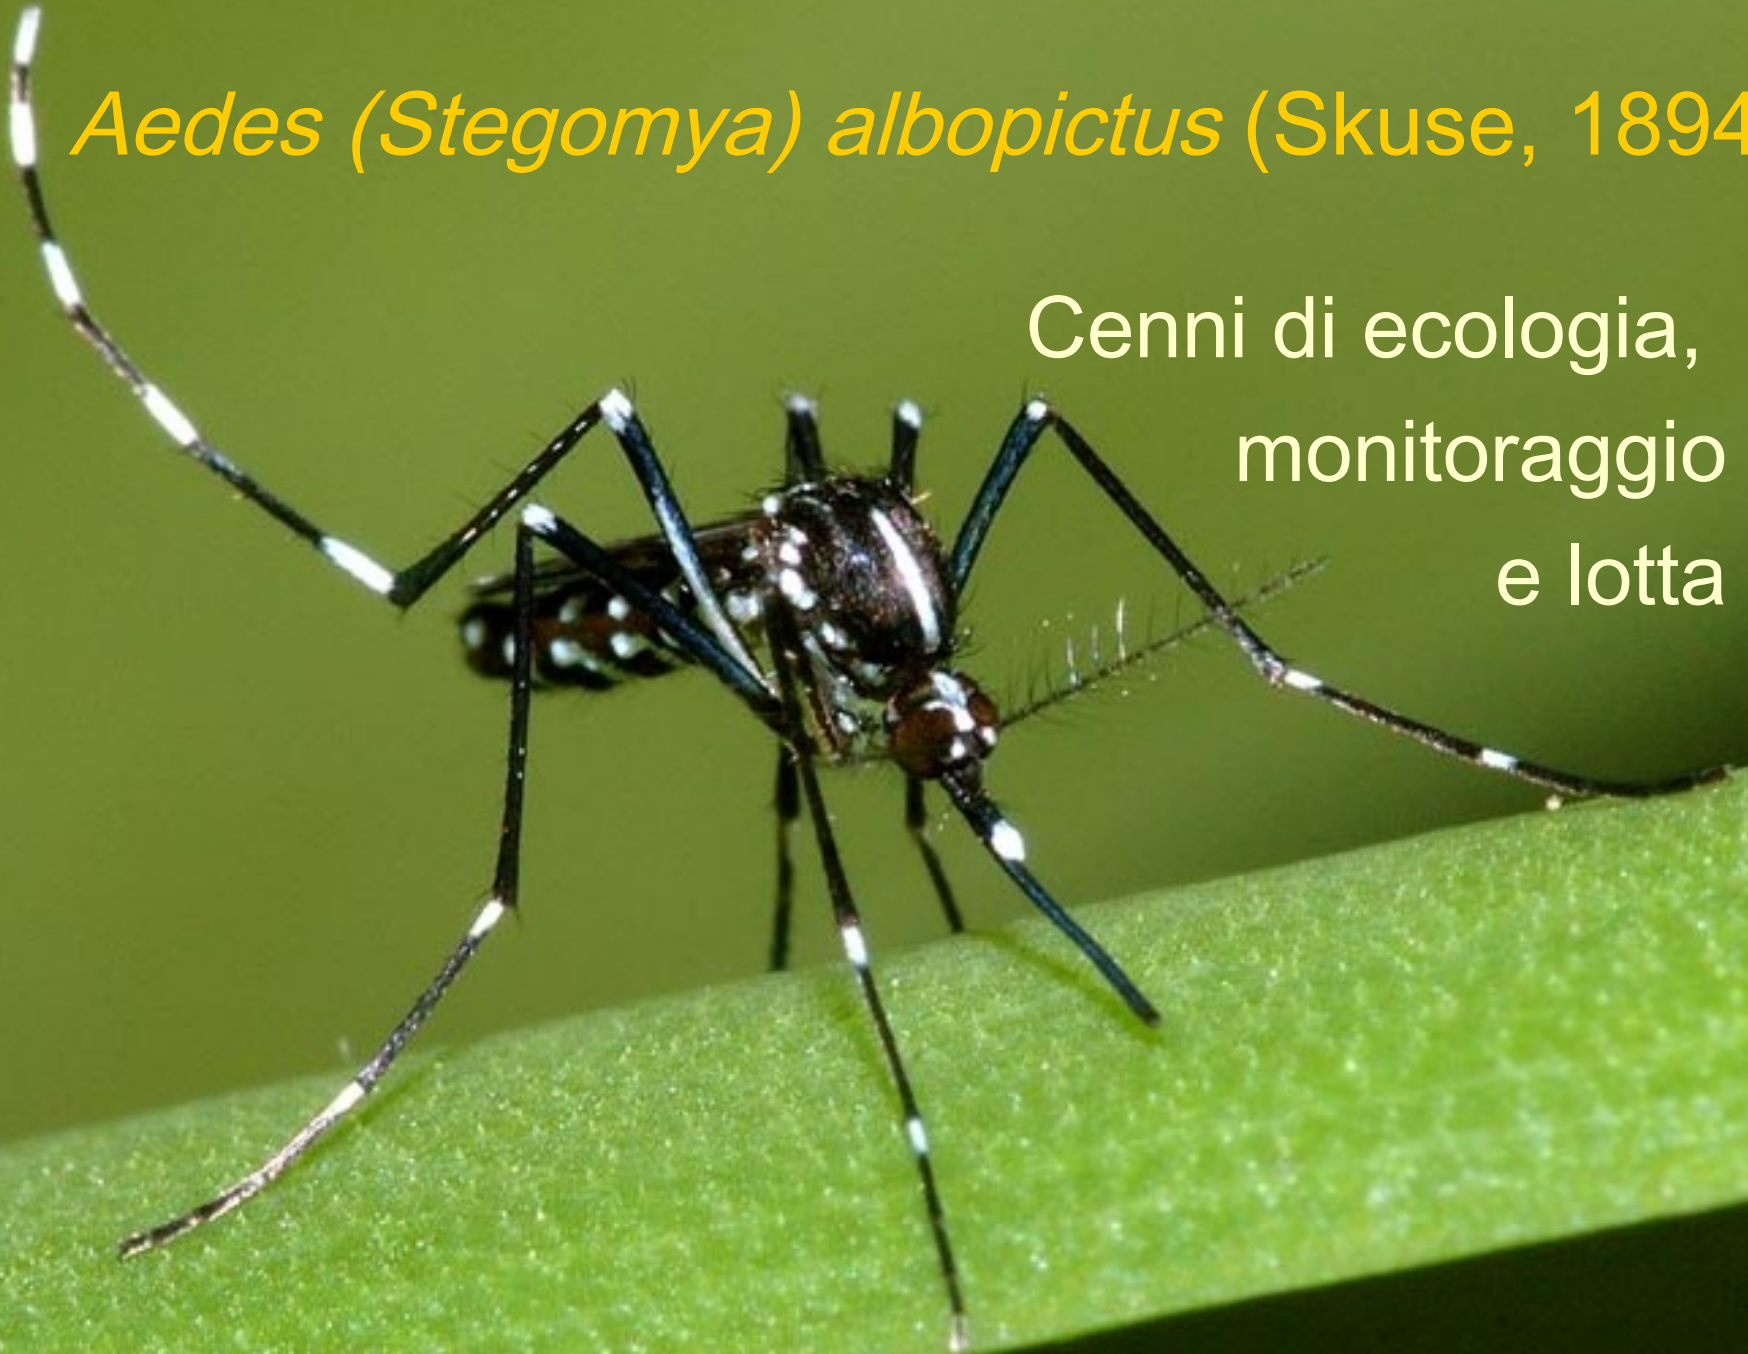 Aedes (Stegomya) albopictus (Skuse, 1894
Cenni di ecologia,
monitoraggio
e lotta